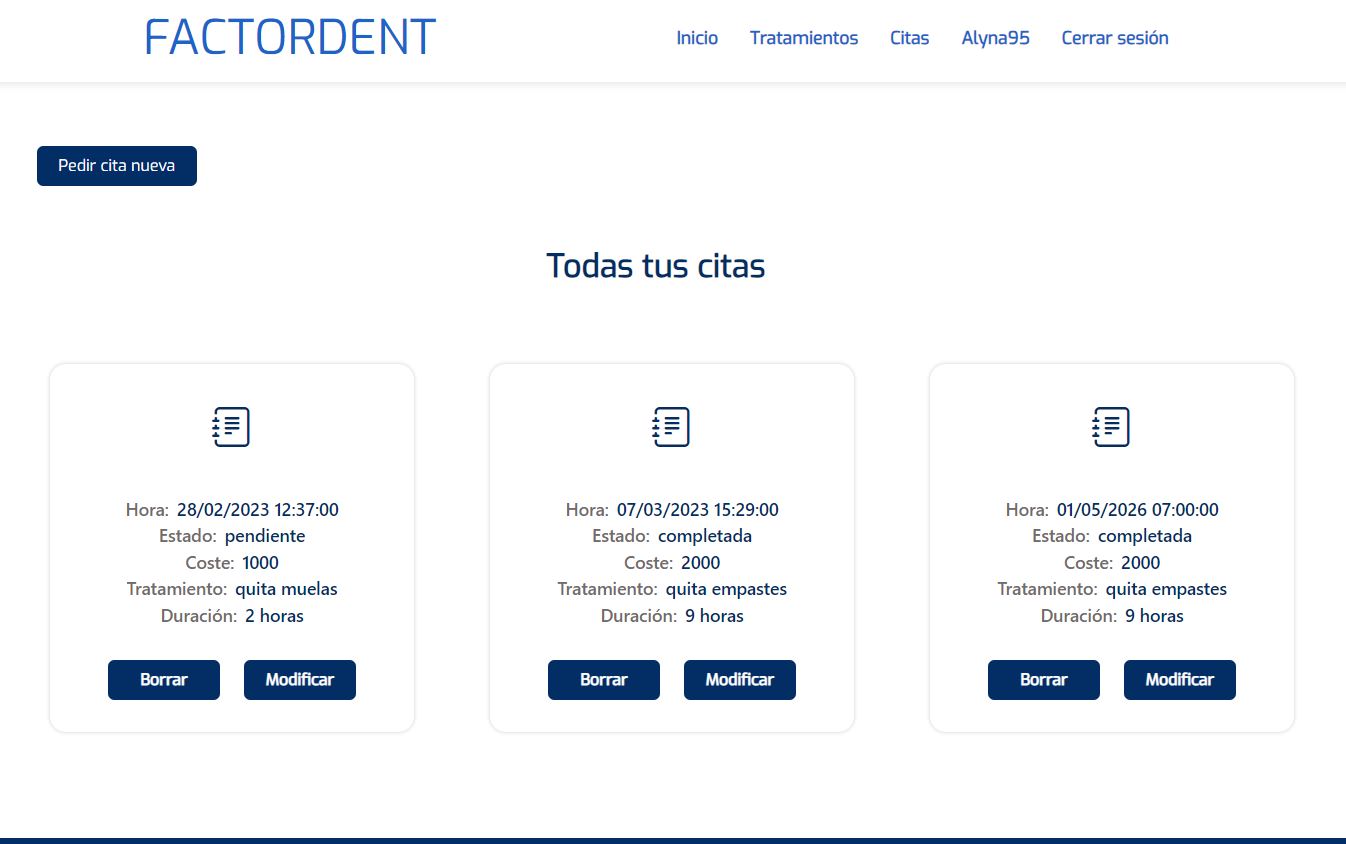 FACTORDENT
Inicio Tratamientos Citas Alyna95 Cerrar sesión
Pedir cita nueva
Todas tus citas
Hora: 28/02/2023 12:37:00
Estado: pendiente
Coste: 1000
Tratamiento: quita muelas
Duración: 2 horas
Borrar Modificar
Hora: 07/03/2023 15:29:00
Estado: completada
Coste: 2000
Tratamiento: quita empastes
Duración: 9 horas
Borrar Modificar
Hora: 01/05/2026 07:00:00
Estado: completada
Coste: 2000
Tratamiento: quita empastes
Duración: 9 horas
Borrar Modificar